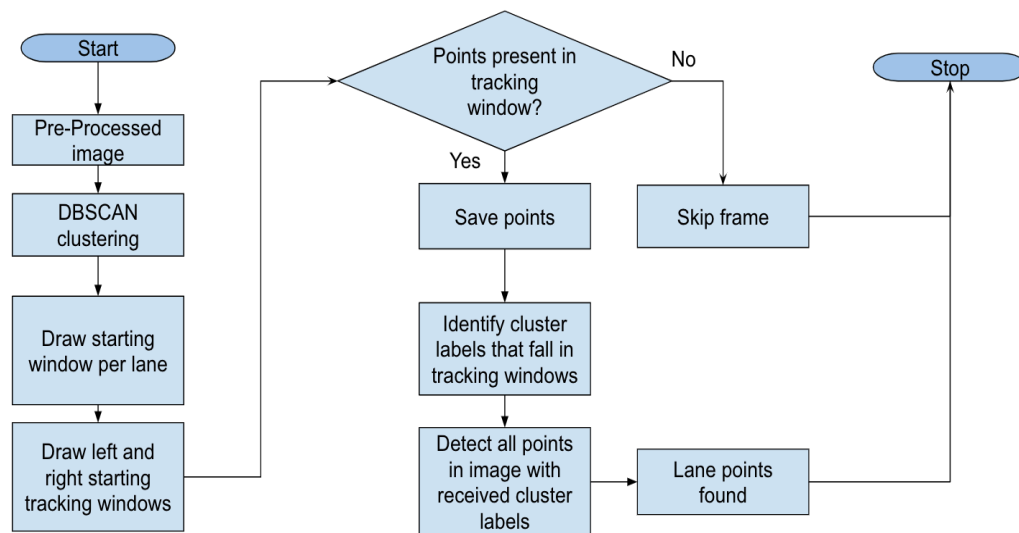 Start
Pre-Processed
image
DBSCAN
clustering
Draw starting
window per lane
Draw left and
right starting
tracking windows
Points present in
tracking
window?
No
Yes
Save points
Skip frame
Stop
Identify cluster
labels that fall in
tracking windows
Detect all points
in image with
received cluster
labels
Lane points
found